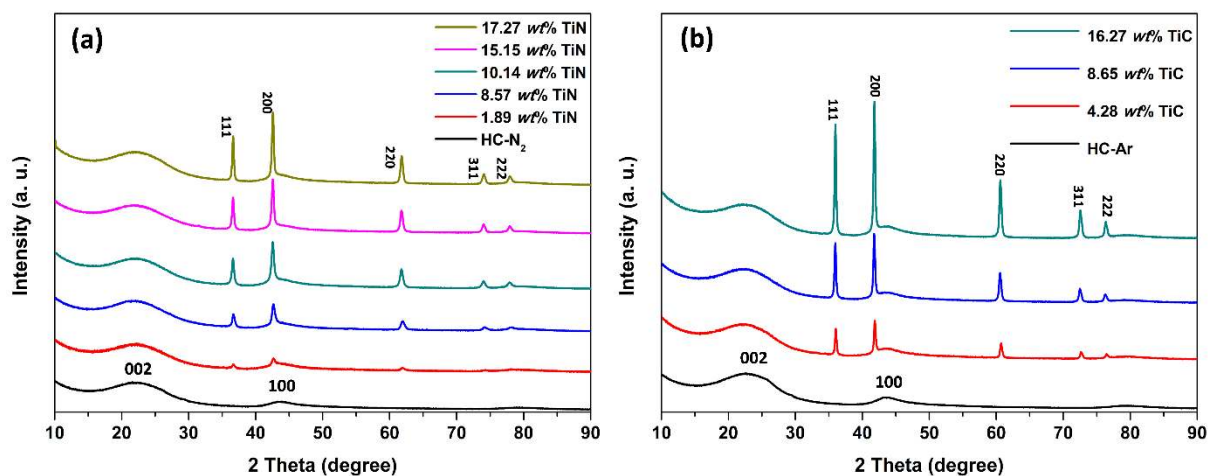 (a)
17.27 wt% TiN
15.15 wt% TiN
10.14 wt% TiN
8.57 wt% TiN
1.89 wt% TiN
HC-N2
111
200
220
311
222
002
100
Intensity (a. u.)
10 20 30 40 50 60 70 80 90
2 Theta (degree)
(b)
16.27 wt% TiC
8.65 wt% TiC
4.28 wt% TiC
HC-Ar
111
200
220
311
222
002
100
Intensity (a. u.)
10 20 30 40 50 60 70 80 90
2 Theta (degree)